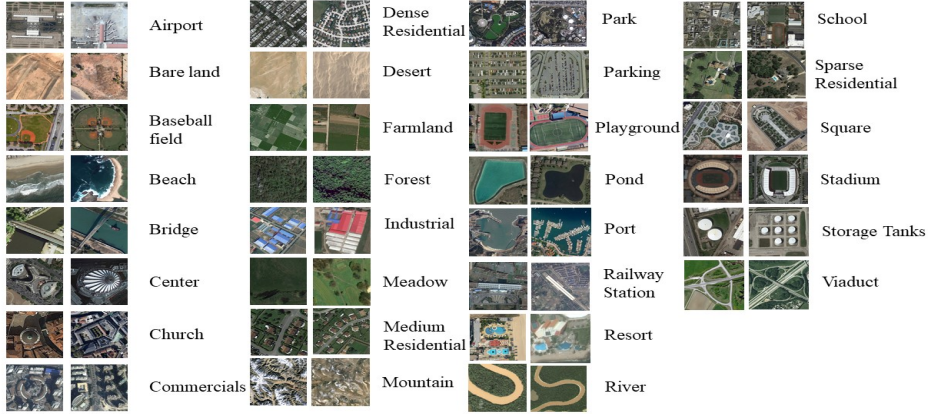 Airport
Bare land
Baseball
field
Beach
Bridge
Center
Church
Commercials
Dense
Residential
Desert
Farmland
Forest
Industrial
Meadow
Medium
Residential
Mountain
Park
Parking
Playground
Pond
Port
Railway
Station
Resort
River
School
Sparse
Residential
Square
Stadium
Storage Tanks
Viaduct